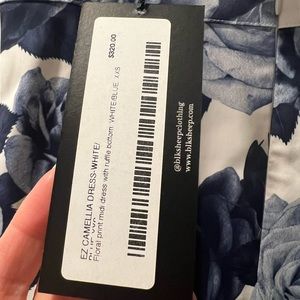 $320.00
EZ CAMELLIA DRESS-WHITE/
Floral print midi dress with ruffle bottom WHITE/BLUE, XXS
@blksheepclothing
www.blksheep.com